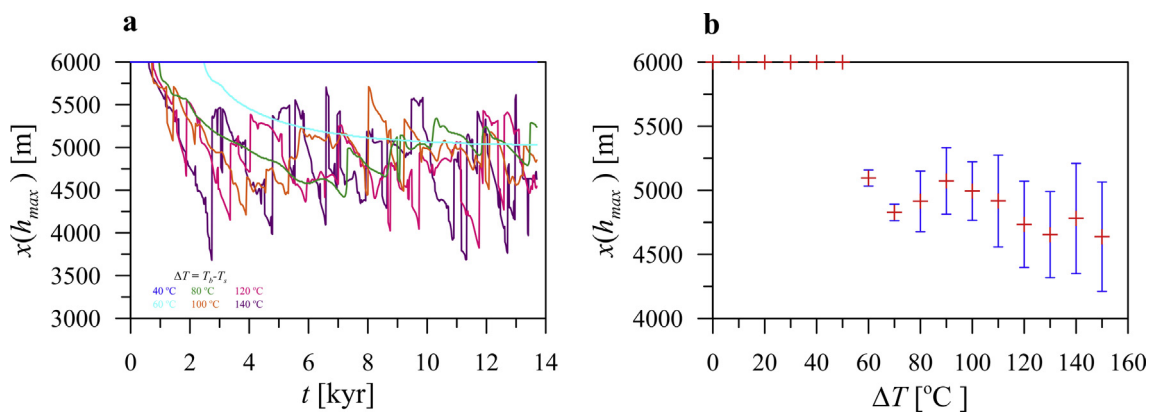 a
b
6000
5500
5000
4500
4000
3500
3000
x(hmax) [m]
ΔT = Tb-Ts
40 ºC 80 ºC 120 ºC
60 ºC 100 ºC 140 ºC
0 2 4 6 8 10 12 14
t [kyr]
6000
5500
5000
4500
4000
x(hmax) [m]
0 20 40 60 80 100 120 140 160
ΔT [ºC]